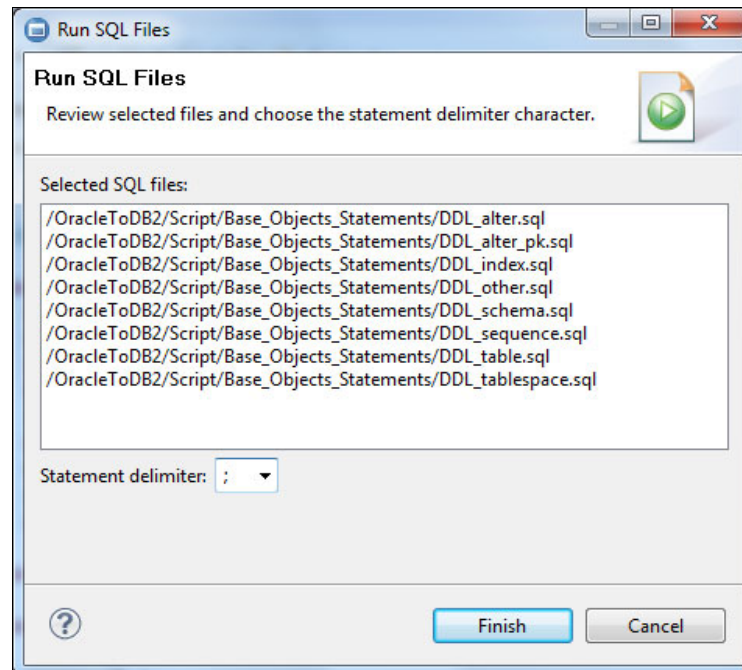 Run SQL Files
Run SQL Files
Review selected files and choose the statement delimiter character.
Selected SQL files:
/OracleToDB2/Script/Base_Objects_Statements/DDL_alter.sql
/OracleToDB2/Script/Base_Objects_Statements/DDL_alter_pk.sql
/OracleToDB2/Script/Base_Objects_Statements/DDL_index.sql
/OracleToDB2/Script/Base_Objects_Statements/DDL_other.sql
/OracleToDB2/Script/Base_Objects_Statements/DDL_schema.sql
/OracleToDB2/Script/Base_Objects_Statements/DDL_sequence.sql
/OracleToDB2/Script/Base_Objects_Statements/DDL_table.sql
/OracleToDB2/Script/Base_Objects_Statements/DDL_tablespace.sql
Statement delimiter: ;
? Finish Cancel